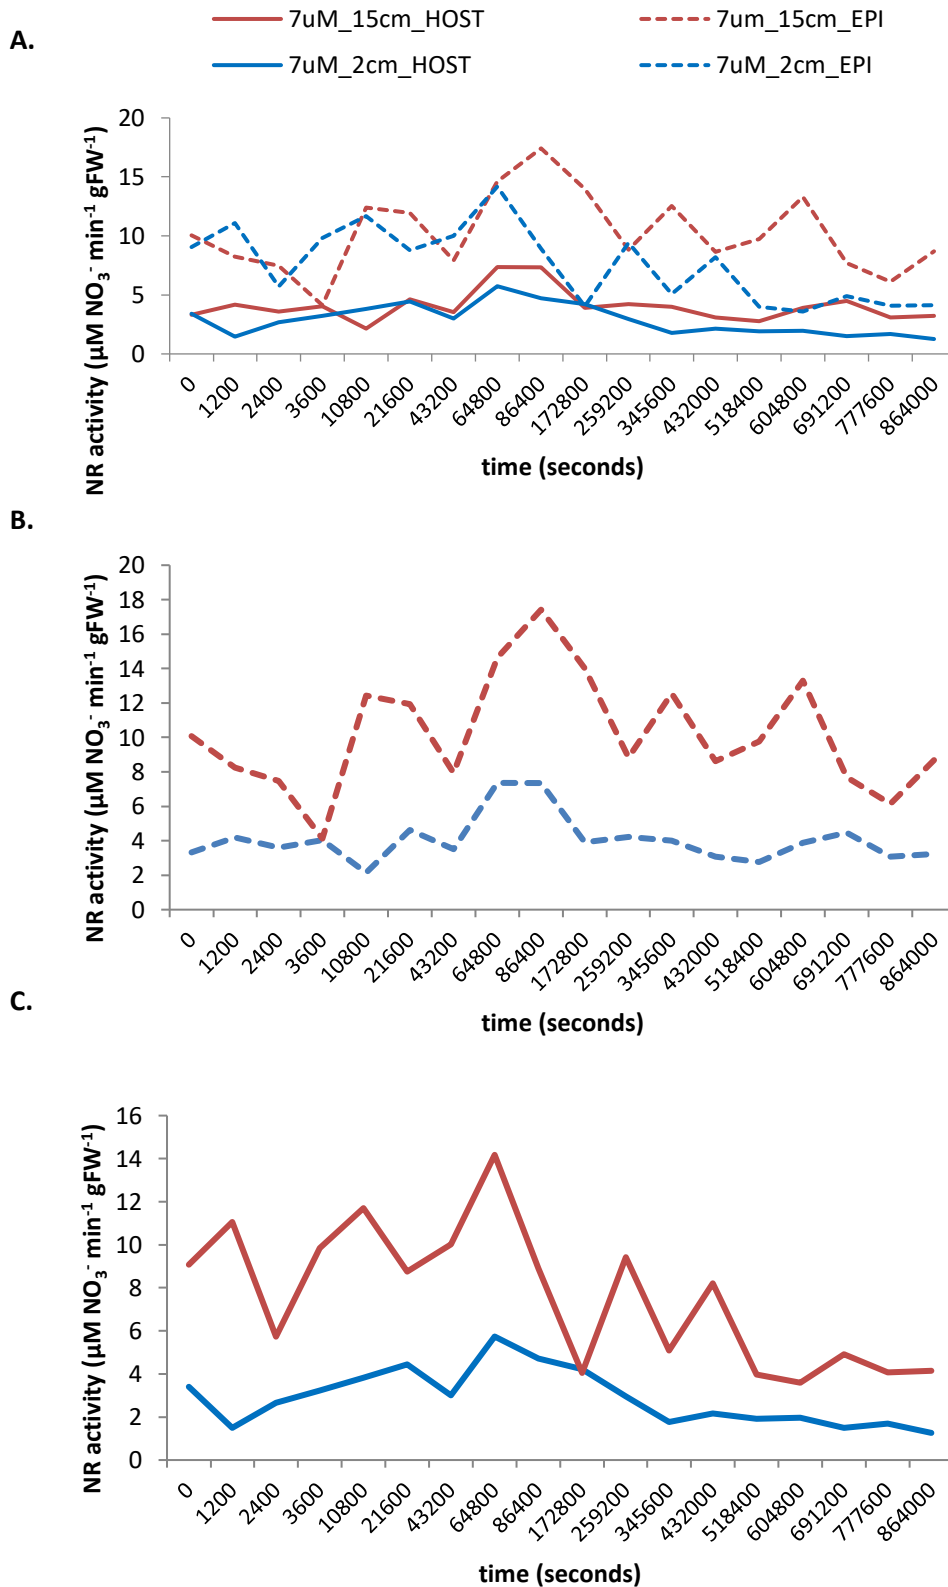 A.
7uM_15cm_HOST
7um_15cm_EPI
7uM_2cm_HOST
7uM_2cm_EPI
NR activity (µM NO₃⁻ min⁻¹ gFW⁻¹)
20
15
10
5
0
0 1200 2400 3600 10800 21600 43200 64800 86400 172800 259200 345600 432000 518400 604800 691200 777600 864000
time (seconds)
B.
NR activity (µM NO₃⁻ min⁻¹ gFW⁻¹)
20
18
16
14
12
10
8
6
4
2
0
0 1200 2400 3600 10800 21600 43200 64800 86400 172800 259200 345600 432000 518400 604800 691200 777600 864000
time (seconds)
C.
NR activity (µM NO₃⁻ min⁻¹ gFW⁻¹)
16
14
12
10
8
6
4
2
0
0 1200 2400 3600 10800 21600 43200 64800 86400 172800 259200 345600 432000 518400 604800 691200 777600 864000
time (seconds)